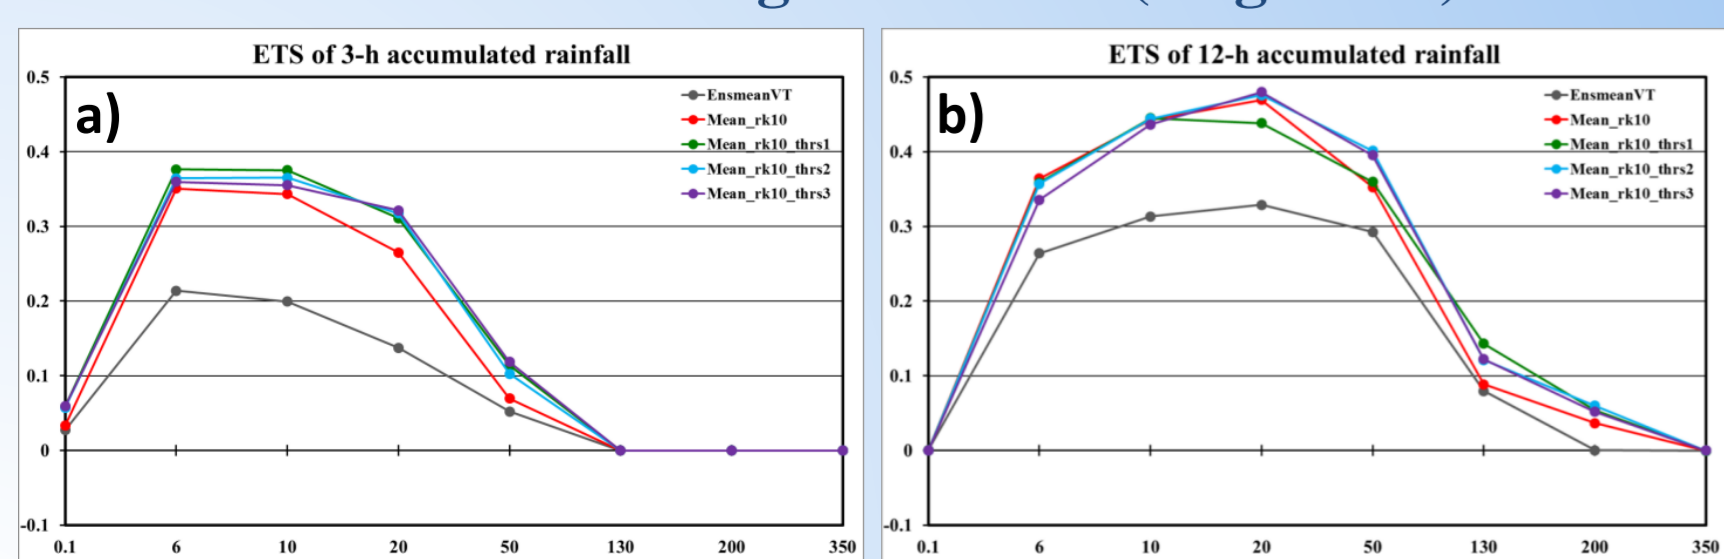 ETS of 3-h accumulated rainfall
a)
EnsmeanVT
Mean_rk10
Mean_rk10_thrs1
Mean_rk10_thrs2
Mean_rk10_thrs3
0.5
0.4
0.3
0.2
0.1
0
-0.1
0.1 6 10 20 50 130 200 350
ETS of 12-h accumulated rainfall
b)
EnsmeanVT
Mean_rk10
Mean_rk10_thrs1
Mean_rk10_thrs2
Mean_rk10_thrs3
0.5
0.4
0.3
0.2
0.1
0
-0.1
0.1 6 10 20 50 130 200 350